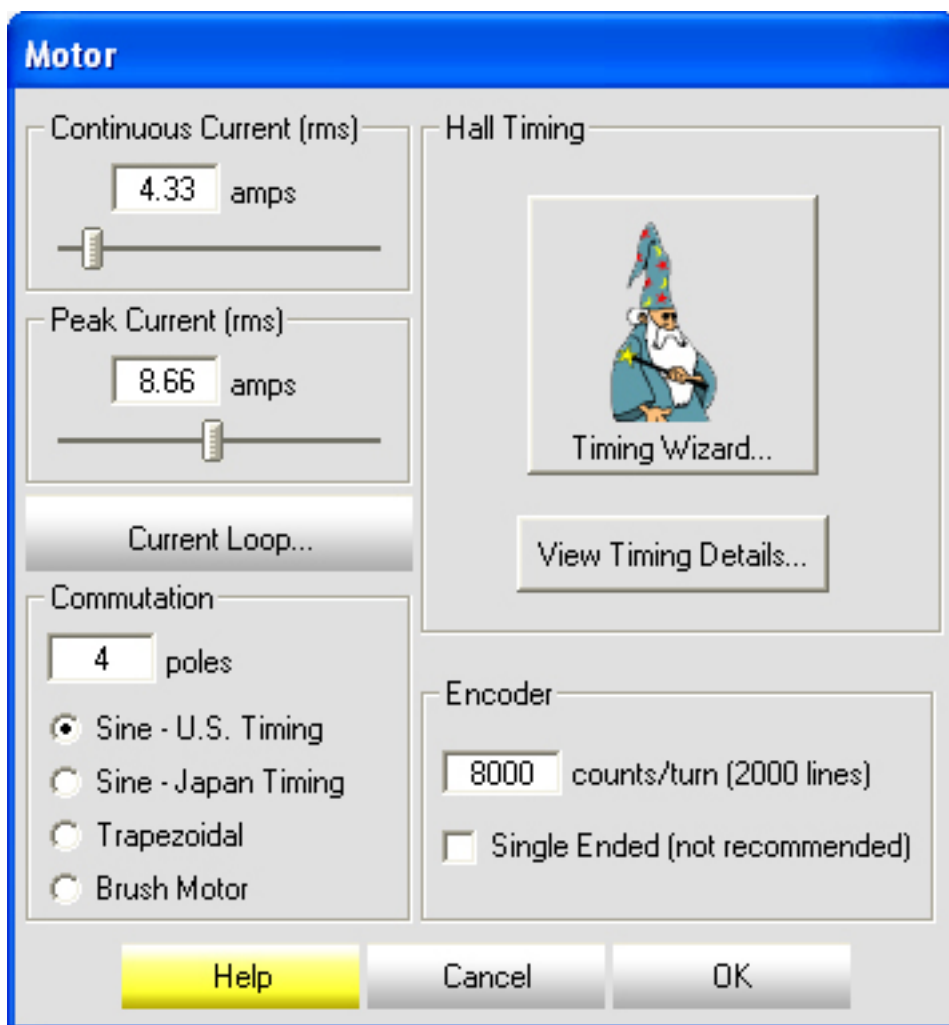 Motor
Continuous Current (rms)
4.33 amps
Peak Current (rms)
8.66 amps
Current Loop...
Commutation
4 poles
Sine - U.S. Timing
Sine - Japan Timing
Trapezoidal
Brush Motor
Hall Timing
Timing Wizard...
View Timing Details...
Encoder
8000 counts/turn (2000 lines)
Single Ended (not recommended)
Help Cancel OK